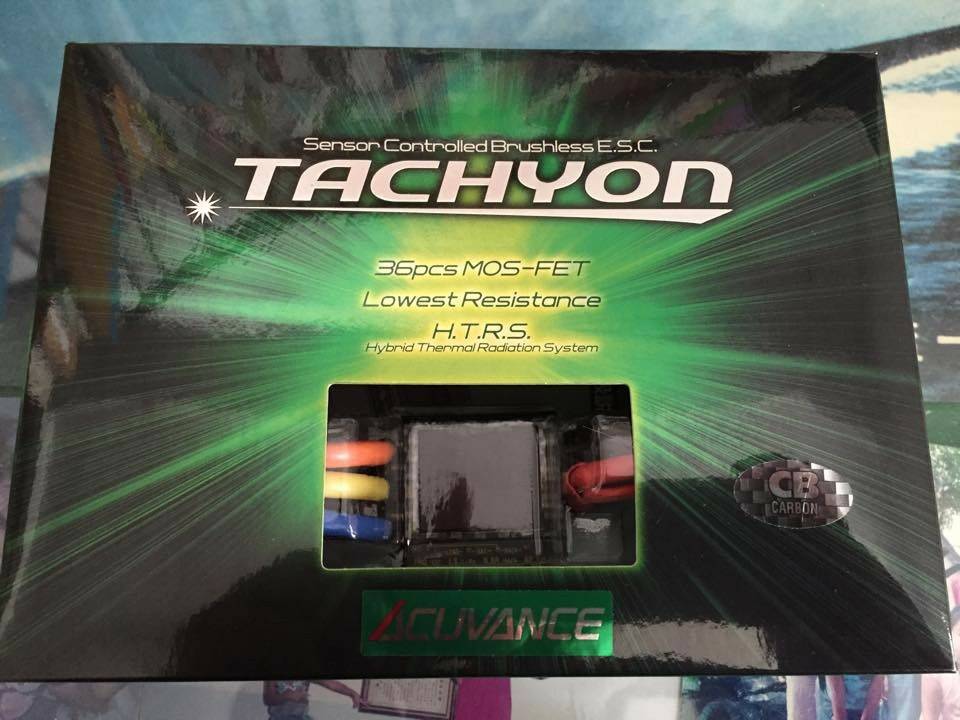 Sensor Controlled Brushless E.S.C.
TACHYON
36pcs MOS-FET
Lowest Resistance
H.T.R.S.
Hybrid Thermal Radiation System
CB
CARBON
ACUVANCE